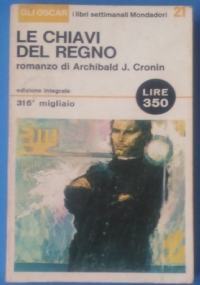 GLI OSCAR i libri settimanali Mondadori 21
LE CHIAVI
DEL REGNO
romanzo di Archibald J. Cronin
edizione integrale
316° migliaio
LIRE
350